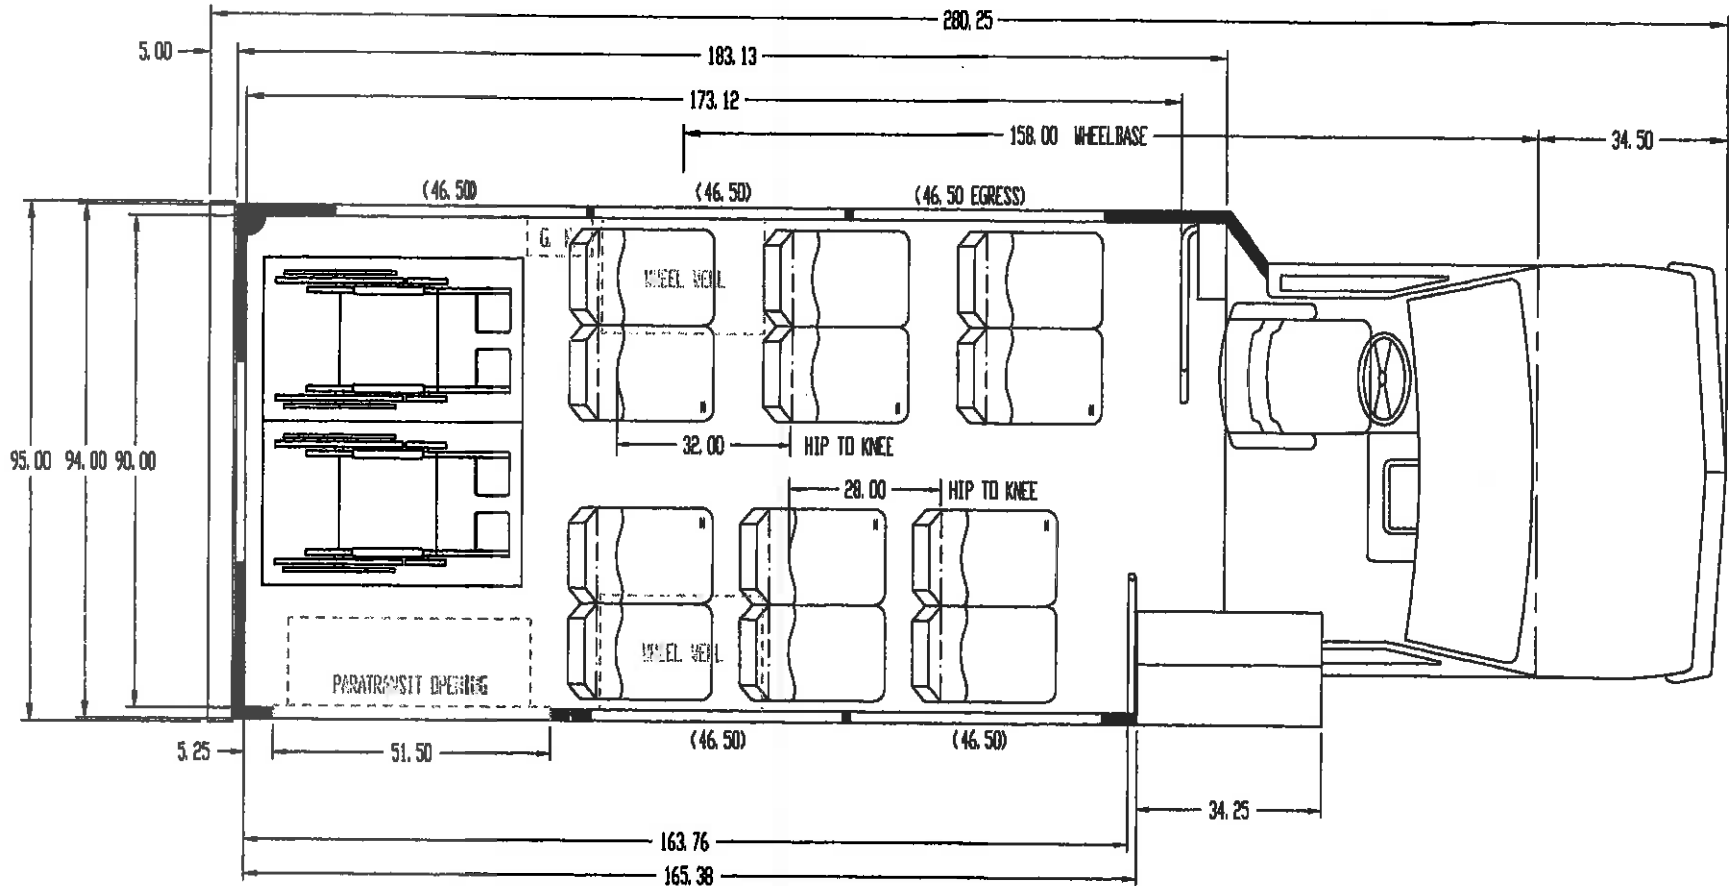 280.25
5.00
183.13
173.12
158.00 WHEELBASE
34.50
(46.50)
(46.50)
(46.50 EGRESS)
WHEEL WELL
95.00 94.00 90.00
32.00 HIP TO KNEE
28.00 HIP TO KNEE
N
N
N
N
N
N
WHEEL WELL
PARATRANSIT OPENING
5.25
51.50
(46.50)
(46.50)
34.25
163.76
165.38